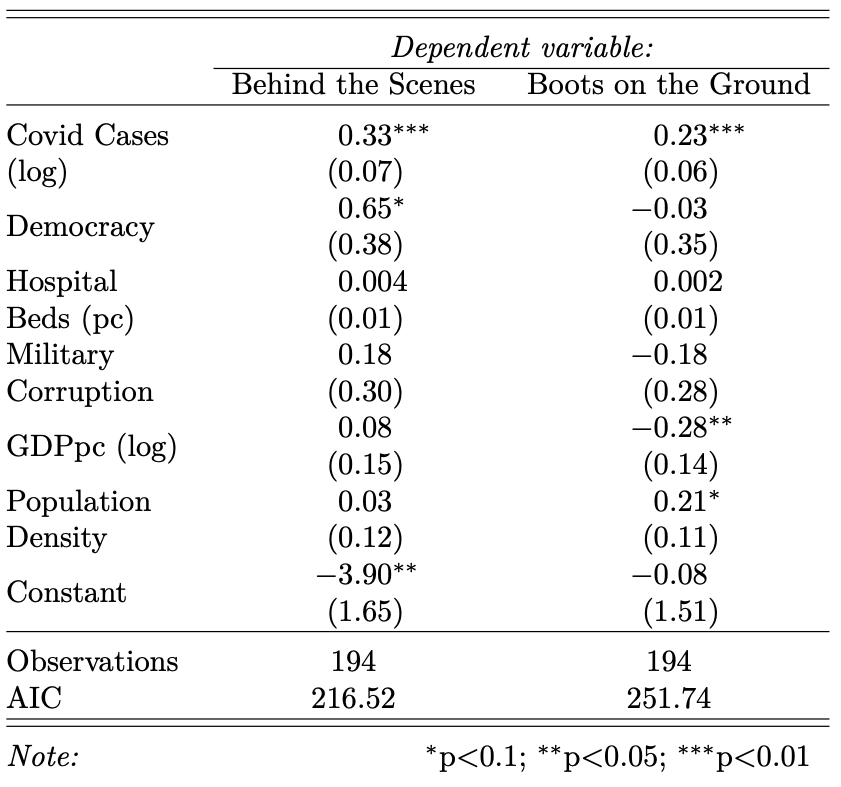 Dependent variable:
Behind the Scenes Boots on the Ground
Covid Cases 0.33*** 0.23***
(log) (0.07) (0.06)
Democracy 0.65* −0.03
(0.38) (0.35)
Hospital 0.004 0.002
Beds (pc) (0.01) (0.01)
Military 0.18 −0.18
Corruption (0.30) (0.28)
GDPpc (log) 0.08 −0.28**
(0.15) (0.14)
Population 0.03 0.21*
Density (0.12) (0.11)
Constant −3.90** −0.08
(1.65) (1.51)
Observations 194 194
AIC 216.52 251.74
Note: *p<0.1; **p<0.05; ***p<0.01